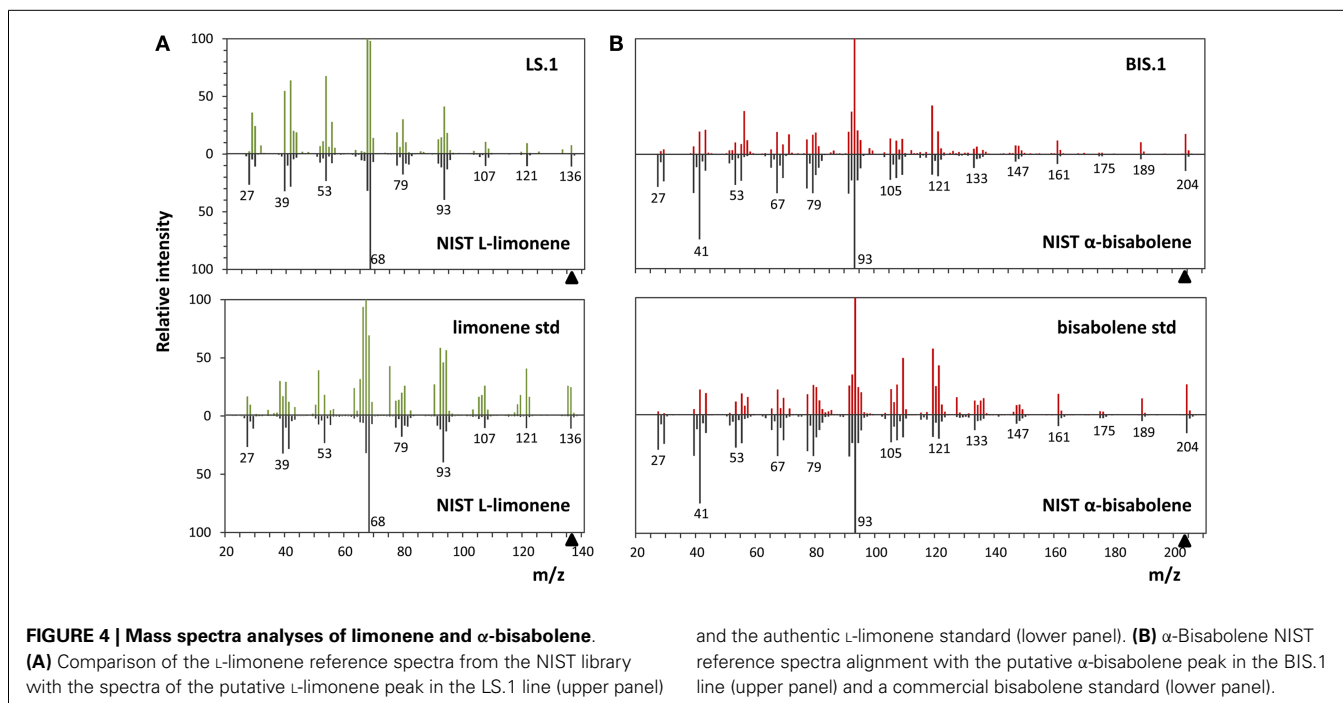 A
B
100
50
0
50
100
LS.1
27
39
53
79
93
107
121
136
68
NIST L-limonene
BIS.1
27
41
53
67
79
93
105
121
133
147
161
175
189
204
NIST α-bisabolene
Relative intensity
100
50
0
50
100
limonene std
27
39
53
79
93
107
121
136
68
NIST L-limonene
20 40 60 80 100 120 140
m/z
bisabolene std
27
41
53
67
79
93
105
121
133
147
161
175
189
204
NIST α-bisabolene
20 40 60 80 100 120 140 160 180 200
m/z
FIGURE 4 | Mass spectra analyses of limonene and α-bisabolene.
(A) Comparison of the L-limonene reference spectra from the NIST library
with the spectra of the putative L-limonene peak in the LS.1 line (upper panel)
and the authentic L-limonene standard (lower panel). (B) α-Bisabolene NIST
reference spectra alignment with the putative α-bisabolene peak in the BIS.1
line (upper panel) and a commercial bisabolene standard (lower panel).